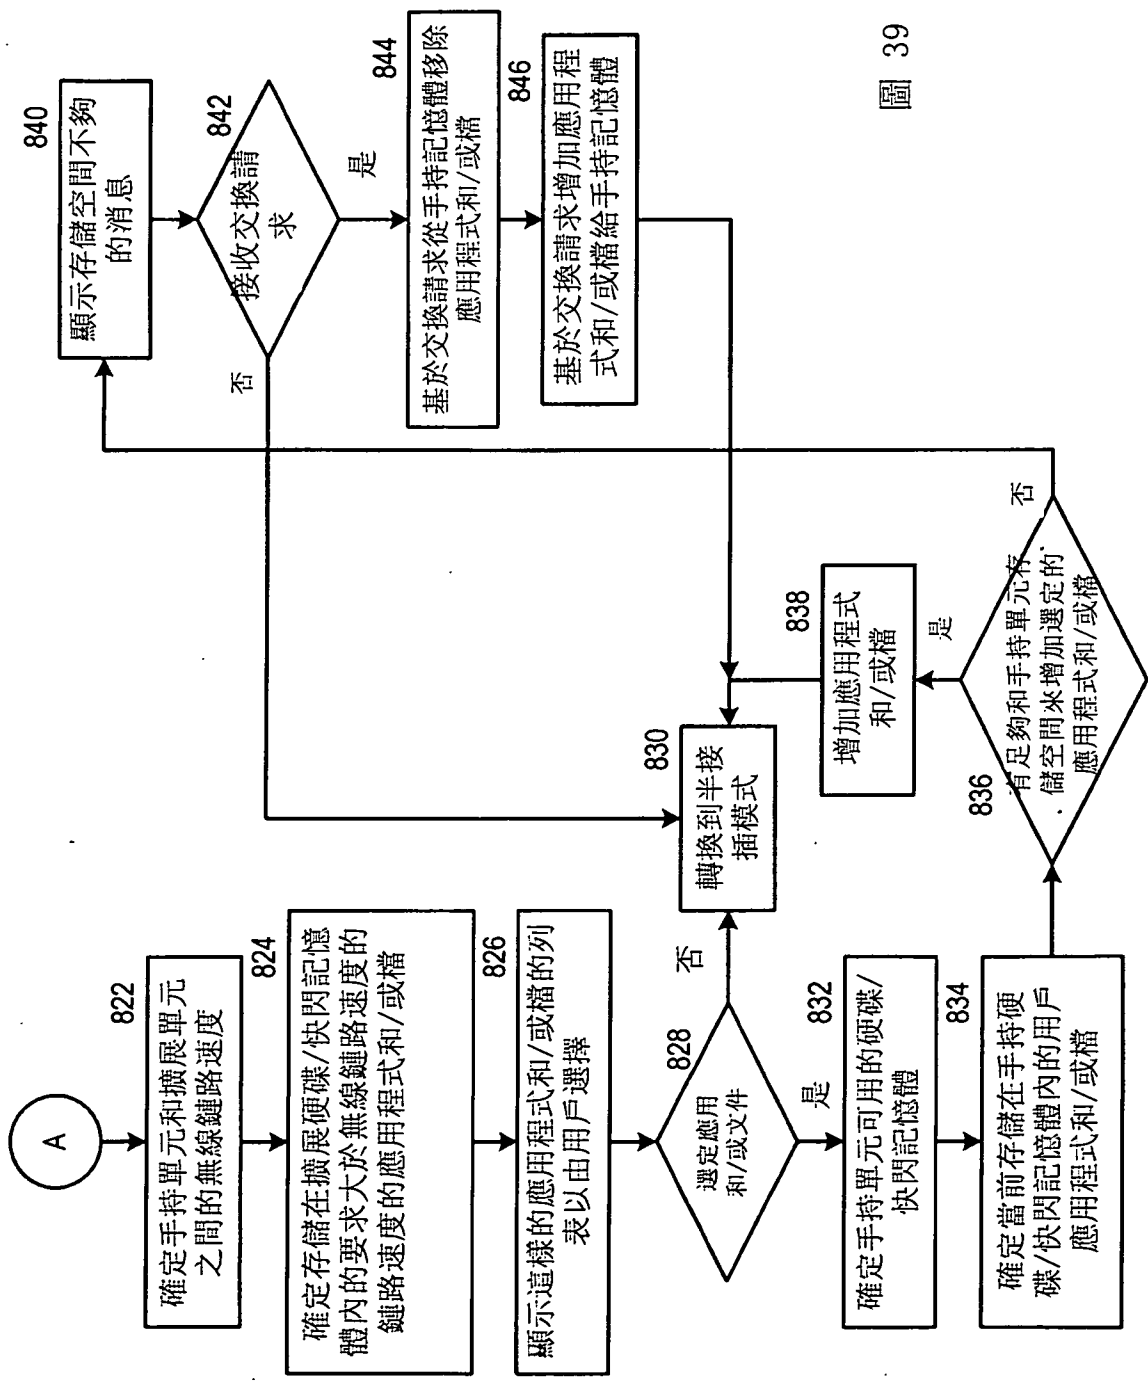 A
822
確定手持單元和擴展單元
之間的無線鏈路速度
824
確定存儲在擴展硬碟/快閃記憶
體內的要求大於無線鏈路速度的
鏈路速度的應用程式和/或檔
826
顯示這樣的應用程式和/或檔的列
表以由用戶選擇
828
選定應用
和/或文件
否
是
830
轉換到半接
插模式
832
確定手持單元可用的硬碟/
快閃記憶體
834
確定當前存儲在手持硬
碟/快閃記憶體內的用戶
應用程式和/或檔
836
有足夠和手持單元存
儲空間來增加選定的
應用程式和/或檔
是
否
838
增加應用程式
和/或檔
840
顯示存儲空間不夠
的消息
842
接收交換請
求
否
是
844
基於交換請求從手持記憶體移除
應用程式和/或檔
846
基於交換請求增加應用程
式和/或檔給手持記憶體
圖 39